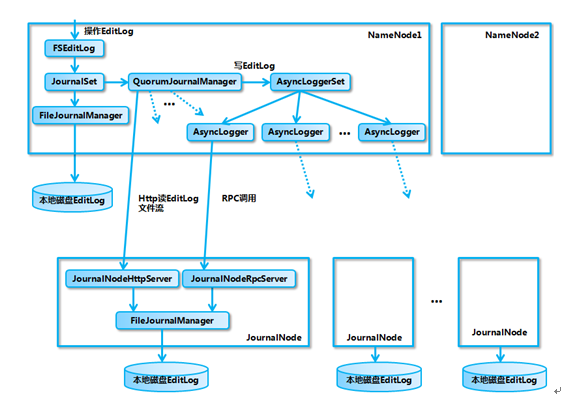 操作EditLog
NameNode1
NameNode2
FSEditLog
写EditLog
JournalSet
QuorumJournalManager
AsyncLoggerSet
...
FileJournalManager
AsyncLogger
AsyncLogger
...
AsyncLogger
本地磁盘EditLog
Http读EditLog
文件流
RPC调用
JournalNodeHttpServer
JournalNodeRpcServer
...
FileJournalManager
JournalNode
JournalNode
JournalNode
本地磁盘EditLog
本地磁盘EditLog
本地磁盘EditLog